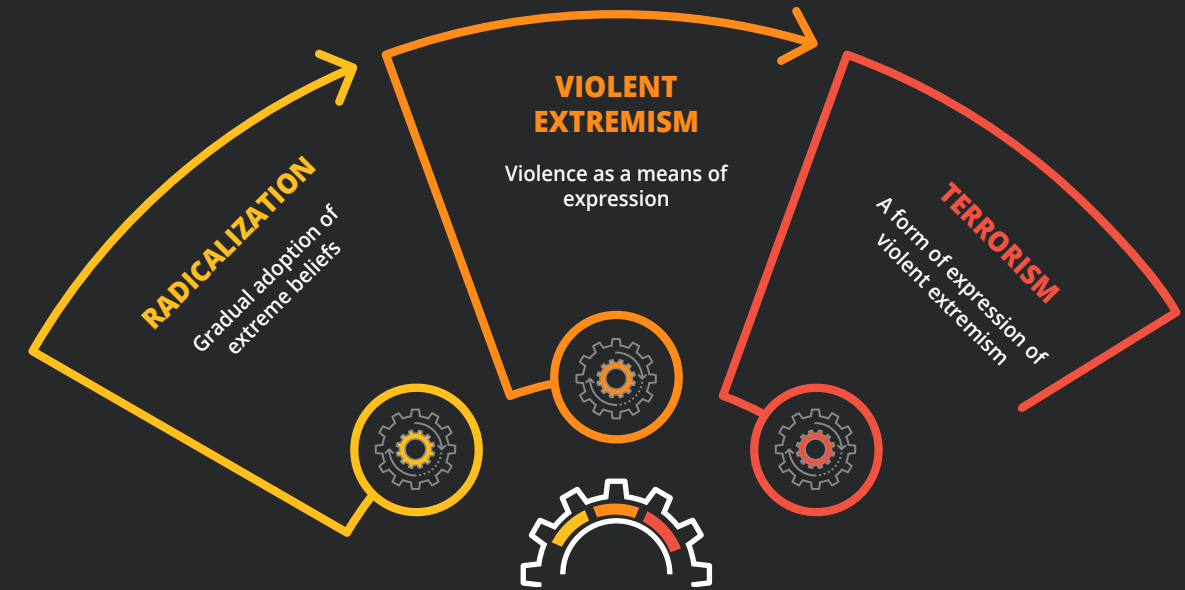 RADICALIZATION
Gradual adoption of
extreme beliefs
VIOLENT
EXTREMISM
Violence as a means of
expression
TERRORISM
A form of expression of
violent extremism